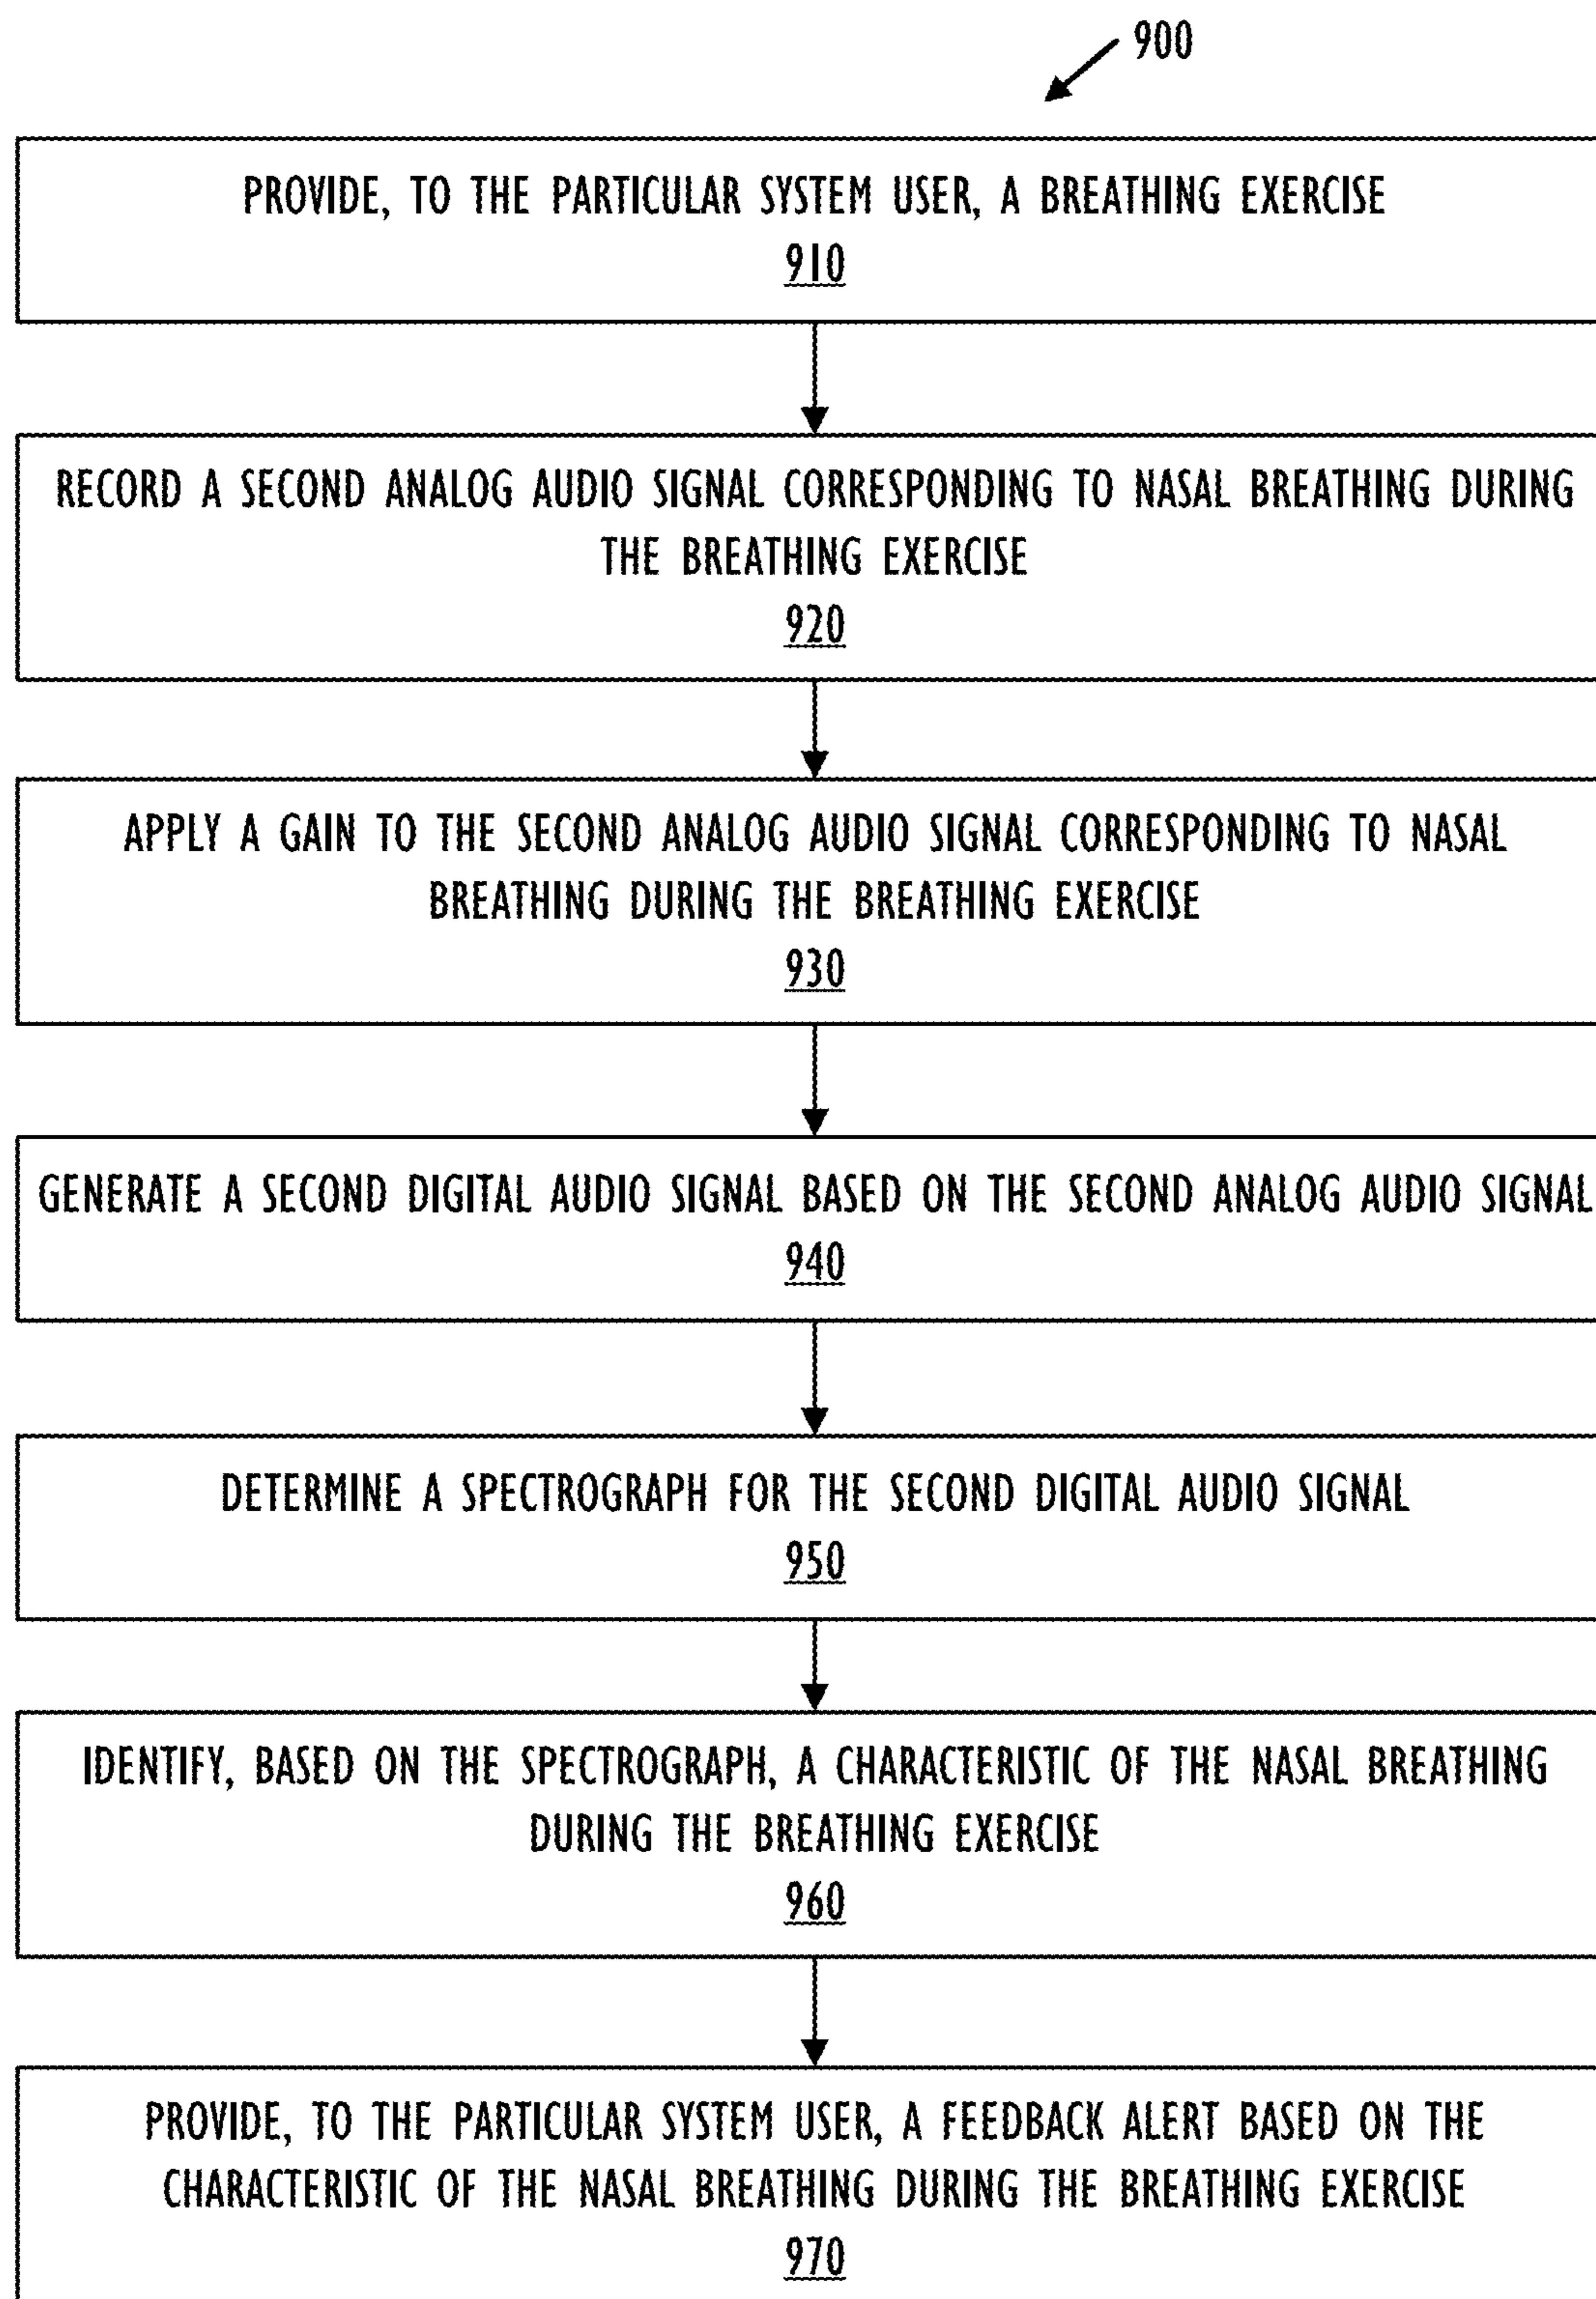 900
PROVIDE, TO THE PARTICULAR SYSTEM USER, A BREATHING EXERCISE
910
RECORD A SECOND ANALOG AUDIO SIGNAL CORRESPONDING TO NASAL BREATHING DURING
THE BREATHING EXERCISE
920
APPLY A GAIN TO THE SECOND ANALOG AUDIO SIGNAL CORRESPONDING TO NASAL
BREATHING DURING THE BREATHING EXERCISE
930
GENERATE A SECOND DIGITAL AUDIO SIGNAL BASED ON THE SECOND ANALOG AUDIO SIGNAL
940
DETERMINE A SPECTROGRAPH FOR THE SECOND DIGITAL AUDIO SIGNAL
950
IDENTIFY, BASED ON THE SPECTROGRAPH, A CHARACTERISTIC OF THE NASAL BREATHING
DURING THE BREATHING EXERCISE
960
PROVIDE, TO THE PARTICULAR SYSTEM USER, A FEEDBACK ALERT BASED ON THE
CHARACTERISTIC OF THE NASAL BREATHING DURING THE BREATHING EXERCISE
970